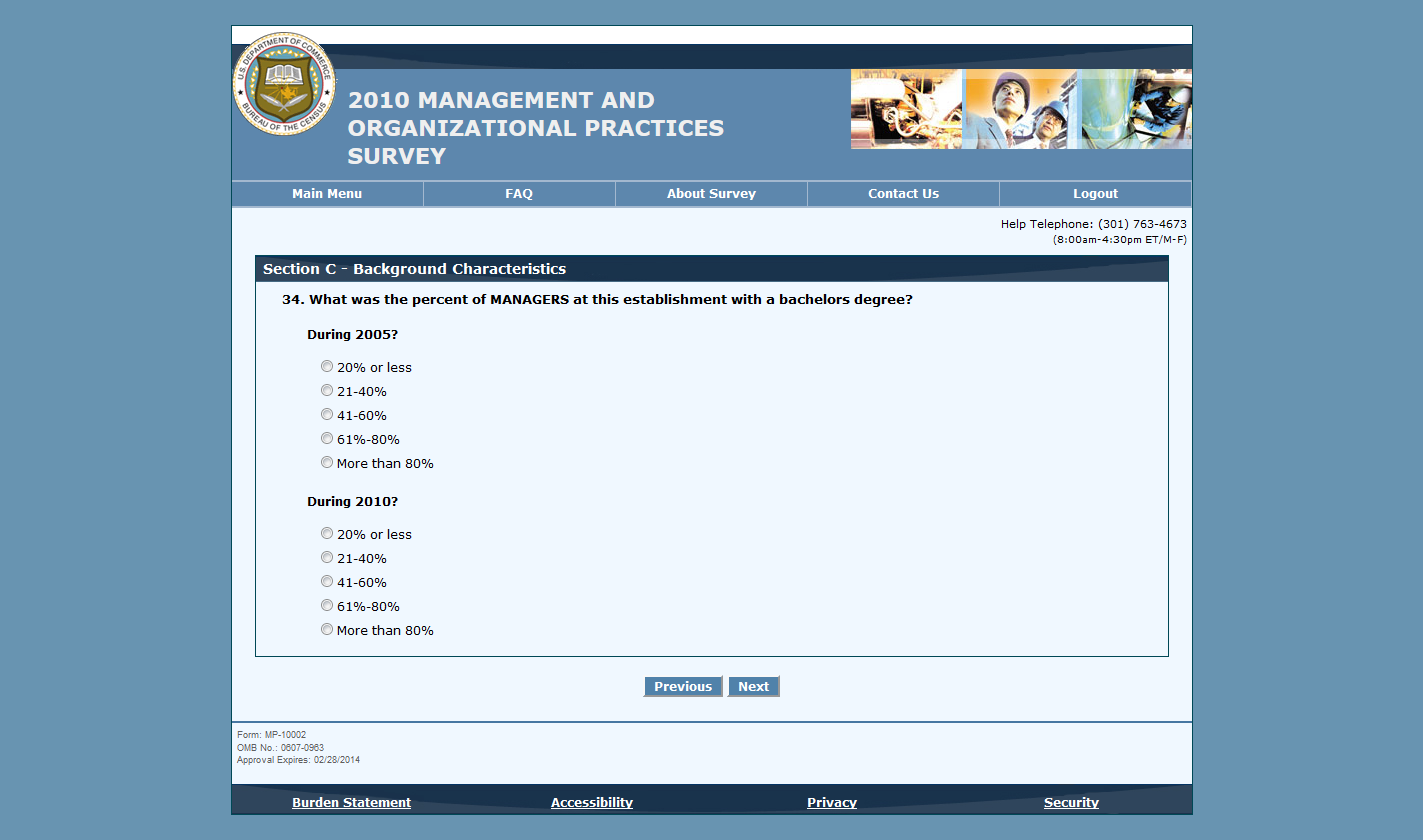 U.S. DEPARTMENT OF COMMERCE
BUREAU OF THE CENSUS
2010 MANAGEMENT AND
ORGANIZATIONAL PRACTICES
SURVEY
Main Menu FAQ About Survey Contact Us Logout
Help Telephone: (301) 763-4673
(8:00am-4:30pm ET/M-F)
Section C - Background Characteristics
34. What was the percent of MANAGERS at this establishment with a bachelors degree?
During 2005?
20% or less
21-40%
41-60%
61%-80%
More than 80%
During 2010?
20% or less
21-40%
41-60%
61%-80%
More than 80%
Previous Next
Form: MP-10002
OMB No.: 0607-0963
Approval Expires: 02/28/2014
Burden Statement Accessibility Privacy Security